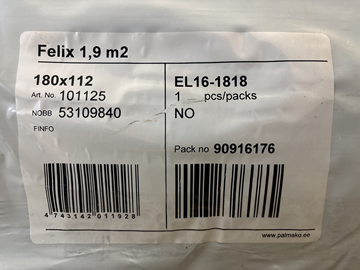 Felix 1,9 m2
180x112
Art. No. 101125
NOBB 53109840
FINFO
EL16-1818
1 pcs/packs
NO
Pack no 90916176
4 743142 011928
www.palmako.ee